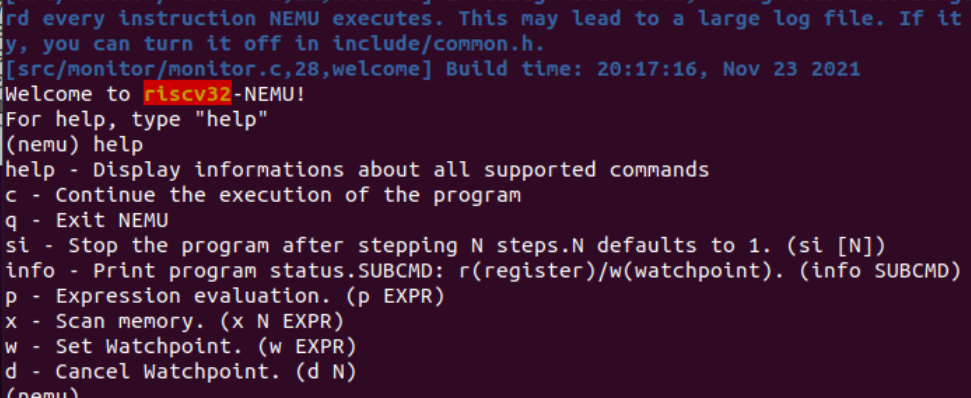 rd every instruction NEMU executes. This may lead to a large log file. If it
y, you can turn it off in include/common.h.
[src/monitor/monitor.c,28,welcome] Build time: 20:17:16, Nov 23 2021
Welcome to riscv32-NEMU!
For help, type "help"
(nemu) help
help - Display informations about all supported commands
c - Continue the execution of the program
q - Exit NEMU
si - Stop the program after stepping N steps.N defaults to 1. (si [N])
info - Print program status.SUBCMD: r(register)/w(watchpoint). (info SUBCMD)
p - Expression evaluation. (p EXPR)
x - Scan memory. (x N EXPR)
w - Set Watchpoint. (w EXPR)
d - Cancel Watchpoint. (d N)
(nemu)